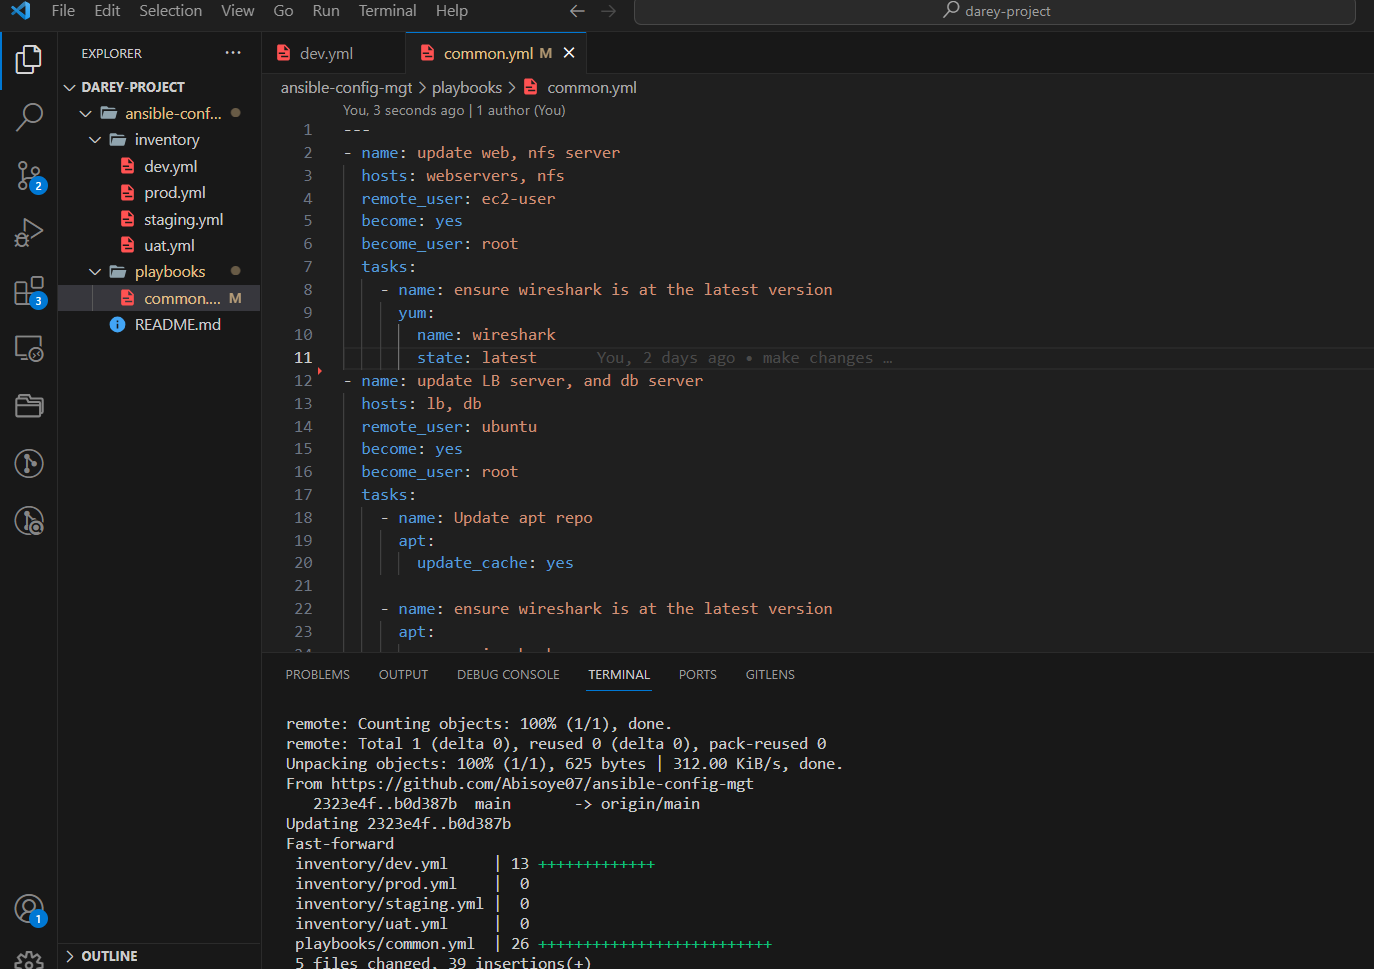 File Edit Selection View Go Run Terminal Help
darey-project
EXPLORER
DAREY-PROJECT
ansible-conf...
inventory
dev.yml
prod.yml
staging.yml
uat.yml
playbooks
common.... M
README.md
OUTLINE
2
3
1
dev.yml
common.yml M
ansible-config-mgt > playbooks > common.yml
You, 3 seconds ago | 1 author (You)
1 ---
2 - name: update web, nfs server
3 hosts: webservers, nfs
4 remote_user: ec2-user
5 become: yes
6 become_user: root
7 tasks:
8 - name: ensure wireshark is at the latest version
9 yum:
10 name: wireshark
11 state: latest You, 2 days ago • make changes …
12 - name: update LB server, and db server
13 hosts: lb, db
14 remote_user: ubuntu
15 become: yes
16 become_user: root
17 tasks:
18 - name: Update apt repo
19 apt:
20 update_cache: yes
21
22 - name: ensure wireshark is at the latest version
23 apt:
PROBLEMS OUTPUT DEBUG CONSOLE TERMINAL PORTS GITLENS
remote: Counting objects: 100% (1/1), done.
remote: Total 1 (delta 0), reused 0 (delta 0), pack-reused 0
Unpacking objects: 100% (1/1), 625 bytes | 312.00 KiB/s, done.
From https://github.com/Abisoye07/ansible-config-mgt
2323e4f..b0d387b main -> origin/main
Updating 2323e4f..b0d387b
Fast-forward
inventory/dev.yml | 13 +++++++++++++
inventory/prod.yml | 0
inventory/staging.yml | 0
inventory/uat.yml | 0
playbooks/common.yml | 26 ++++++++++++++++++++++++++
5 files changed, 39 insertions(+)